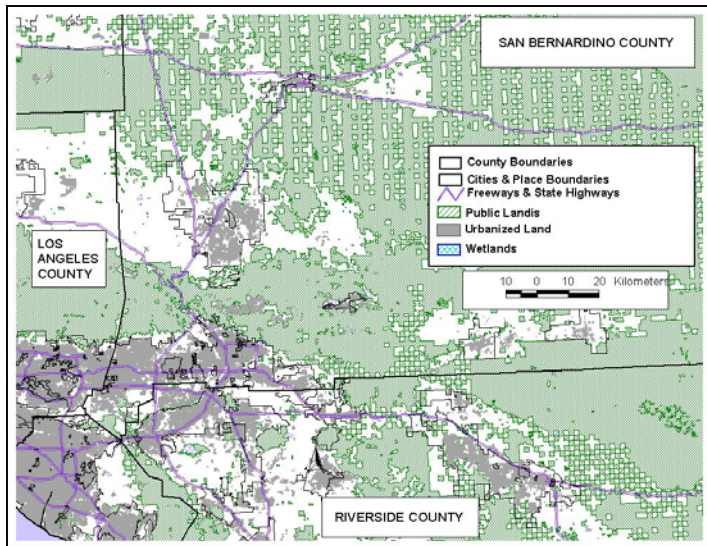 SAN BERNARDINO COUNTY
County Boundaries
Cities & Place Boundaries
Freeways & State Highways
Public Landis
Urbanized Land
Wetlands
LOS
ANGELES
COUNTY
10 0 10 20 Kilometers
RIVERSIDE COUNTY